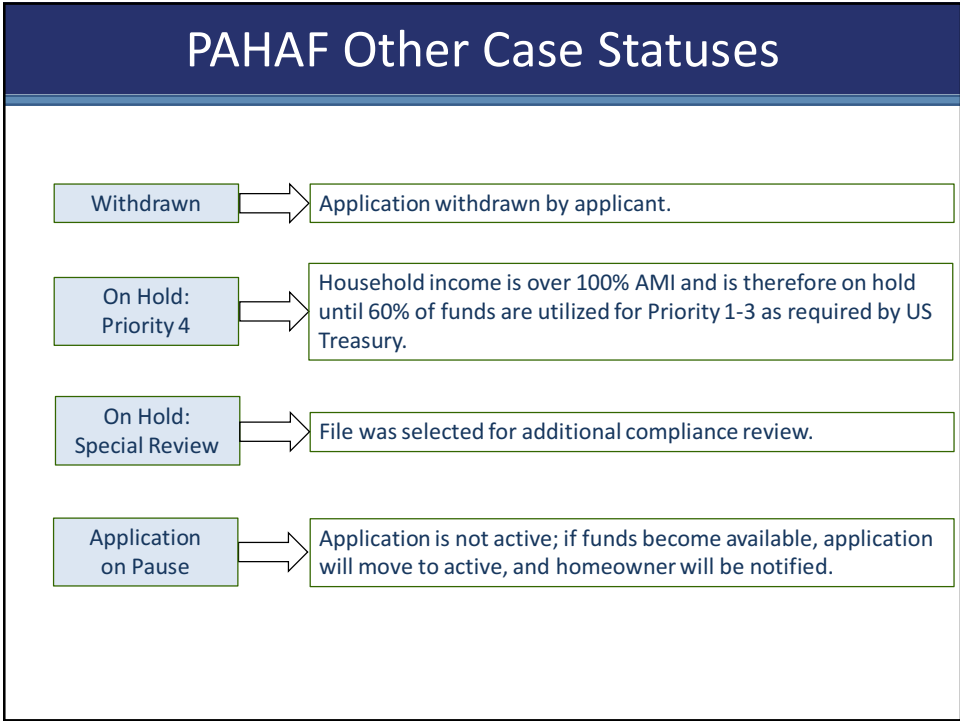 PAHAF Other Case Statuses
Withdrawn
Application withdrawn by applicant.
On Hold:
Priority 4
Household income is over 100% AMI and is therefore on hold
until 60% of funds are utilized for Priority 1-3 as required by US
Treasury.
On Hold:
Special Review
File was selected for additional compliance review.
Application
on Pause
Application is not active; if funds become available, application
will move to active, and homeowner will be notified.